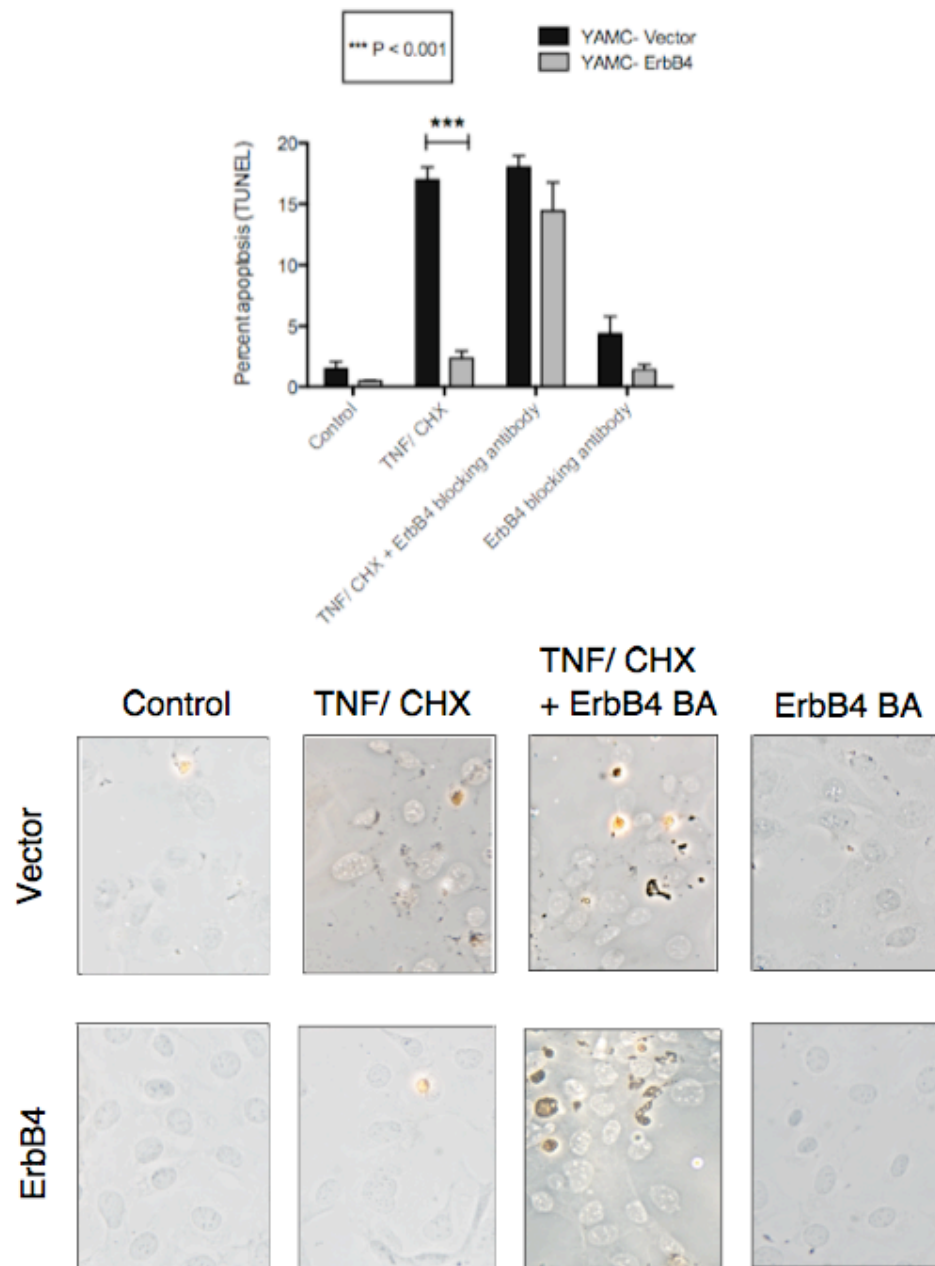 *** P < 0.001
YAMC- Vector
YAMC- ErbB4
***
Percent apoptosis (TUNEL)
20
15
10
5
0
Control
TNF/ CHX
TNF/ CHX + ErbB4 blocking antibody
ErbB4 blocking antibody
Control
TNF/ CHX
TNF/ CHX
+ ErbB4 BA
ErbB4 BA
Vector
ErbB4